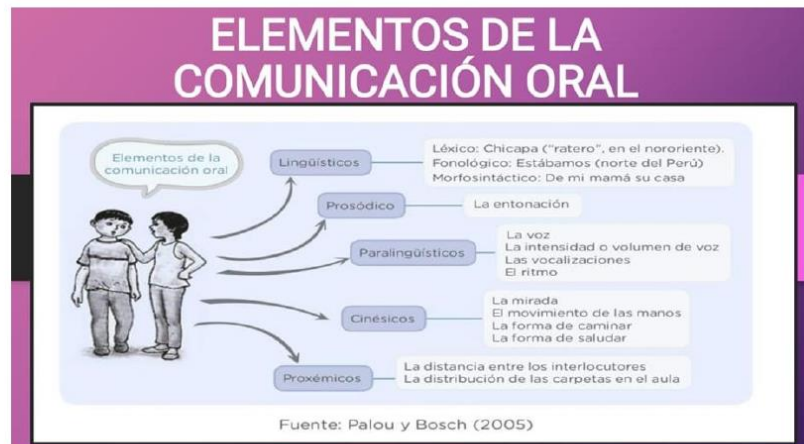 ELEMENTOS DE LA
COMUNICACIÓN ORAL
Elementos de la
comunicación oral
Lingüísticos
Léxico: Chicapa ("ratero", en el nororiente).
Fonológico: Estábamos (norte del Perú)
Morfosintáctico: De mi mamá su casa
Prosódico
La entonación
Paralingüísticos
La voz
La intensidad o volumen de voz
Las vocalizaciones
El ritmo
Cinésicos
La mirada
El movimiento de las manos
La forma de caminar
La forma de saludar
Proxémicos
La distancia entre los interlocutores
La distribución de las carpetas en el aula
Fuente: Palou y Bosch (2005)